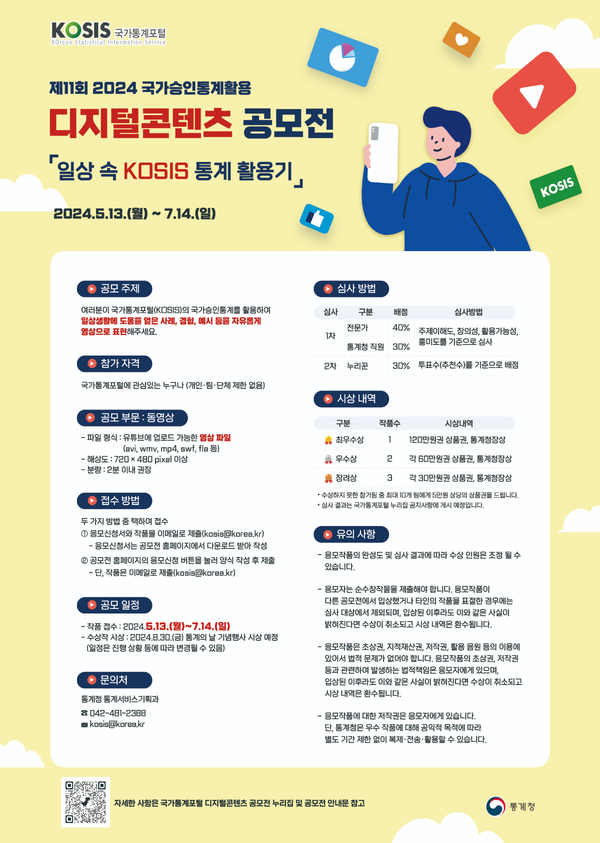 KOSIS 국가통계포털
KOrean Statistical Information Service
제11회 2024 국가승인통계활용
디지털콘텐츠 공모전
「일상 속 KOSIS 통계 활용기」
2024.5.13.(월) ~ 7.14.(일)
KOSIS
공모 주제
여러분이 국가통계포털(KOSIS)의 국가승인통계를 활용하여
일상생활에 도움을 얻은 사례, 경험, 예시 등을 자유롭게
영상으로 표현해주세요.
참가 자격
국가통계포털에 관심있는 누구나 (개인·팀·단체 제한 없음)
공모 부문 : 동영상
- 파일 형식 : 유튜브에 업로드 가능한 영상 파일
(avi, wmv, mp4, swf, fla 등)
- 해상도 : 720 × 480 pixel 이상
- 분량 : 2분 이내 권장
접수 방법
두 가지 방법 중 택하여 접수
① 응모신청서와 작품을 이메일로 제출(kosis@korea.kr)
- 응모신청서는 공모전 홈페이지에서 다운로드 받아 작성
② 공모전 홈페이지의 응모신청 버튼을 눌러 양식 작성 후 제출
- 단, 작품은 이메일로 제출(kosis@korea.kr)
공모 일정
- 작품 접수 : 2024.5.13.(월)~7.14.(일)
- 수상작 시상 : 2024.8.30.(금) 통계의 날 기념행사 시상 예정
(일정은 진행 상황 등에 따라 변경될 수 있음)
문의처
통계청 통계서비스기획과
☎ 042-481-2388
✉ kosis@korea.kr
심사 방법
심사 구분 배점 심사방법
1차 전문가 40% 주제이해도, 창의성, 활용가능성,
통계청 직원 30% 흥미도를 기준으로 심사
2차 누리꾼 30% 투표수(추천수)를 기준으로 배점
시상 내역
구분 작품수 시상내역
최우수상 1 120만원권 상품권, 통계청장상
우수상 2 각 60만원권 상품권, 통계청장상
장려상 3 각 30만원권 상품권, 통계청장상
* 수상하지 못한 참가팀 중 최대 10개 팀에게 5만원 상당의 상품권을 드립니다.
* 심사 결과는 국가통계포털 누리집 공지사항에 게시 예정입니다.
유의 사항
- 응모작품의 완성도 및 심사 결과에 따라 수상 인원은 조정 될 수
있습니다.
- 응모자는 순수창작물을 제출해야 합니다. 응모작품이
다른 공모전에서 입상했거나 타인의 작품을 표절한 경우에는
심사 대상에서 제외되며, 입상된 이후라도 이와 같은 사실이
밝혀진다면 수상이 취소되고 시상 내역은 환수됩니다.
- 응모작품은 초상권, 지적재산권, 저작권, 활용 음원 등의 이용에
있어서 법적 문제가 없어야 합니다. 응모작품의 초상권, 저작권
등과 관련하여 발생하는 법적책임은 응모자에게 있으며,
입상된 이후라도 이와 같은 사실이 밝혀진다면 수상이 취소되고
시상 내역은 환수됩니다.
- 응모작품에 대한 저작권은 응모자에게 있습니다.
단, 통계청은 우수 작품에 대해 공익적 목적에 따라
별도 기간 제한 없이 복제·전송·활용할 수 있습니다.
자세한 사항은 국가통계포털 디지털콘텐츠 공모전 누리집 및 공모전 안내문 참고
통계청